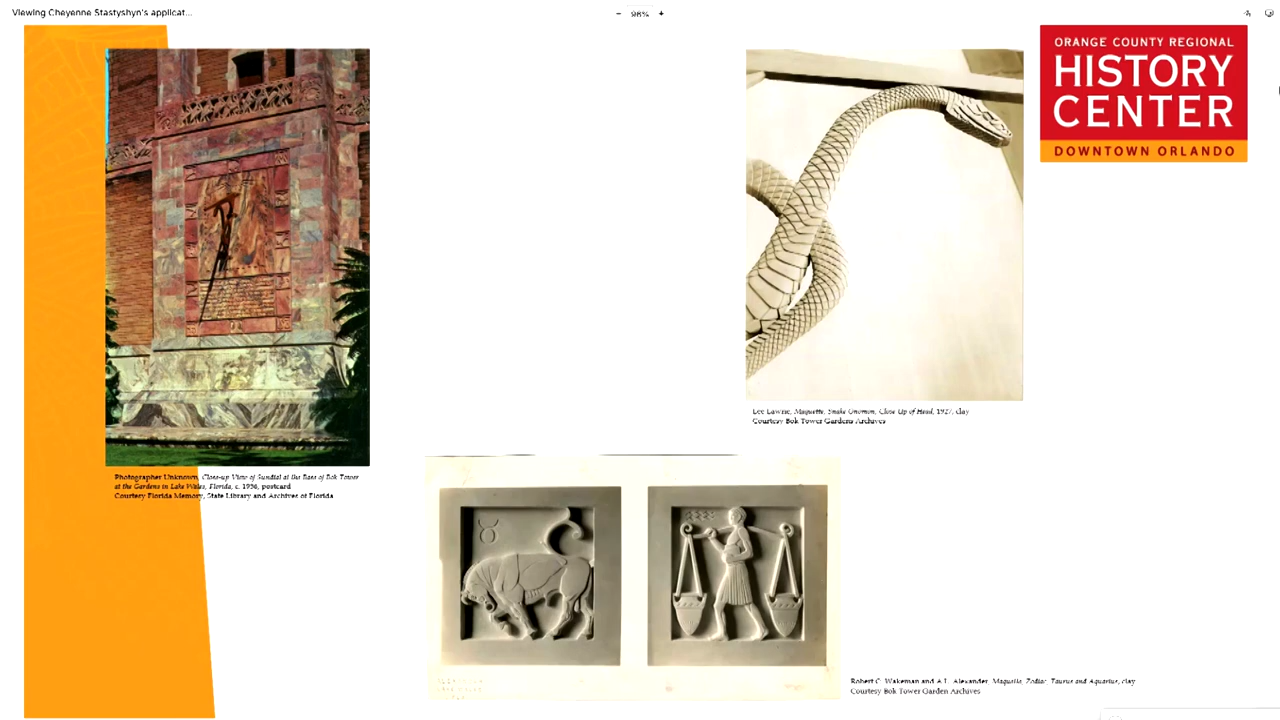 Viewing Cheyenne Stastyshyn's applicat...
− 96% +
ORANGE COUNTY REGIONAL
HISTORY
CENTER
DOWNTOWN ORLANDO
Lee Lawrie, Maquette, Snake Gnomon, Close Up of Head, 1927, clay
Courtesy Bok Tower Gardens Archives
Photographer Unknown, Close-up View of Sundial at the Base of Bok Tower
at the Gardens in Lake Wales, Florida, c. 1950, postcard
Courtesy Florida Memory, State Library and Archives of Florida
Robert C. Wakeman and A.L. Alexander, Maquette, Zodiac, Taurus and Aquarius, clay
Courtesy Bok Tower Garden Archives